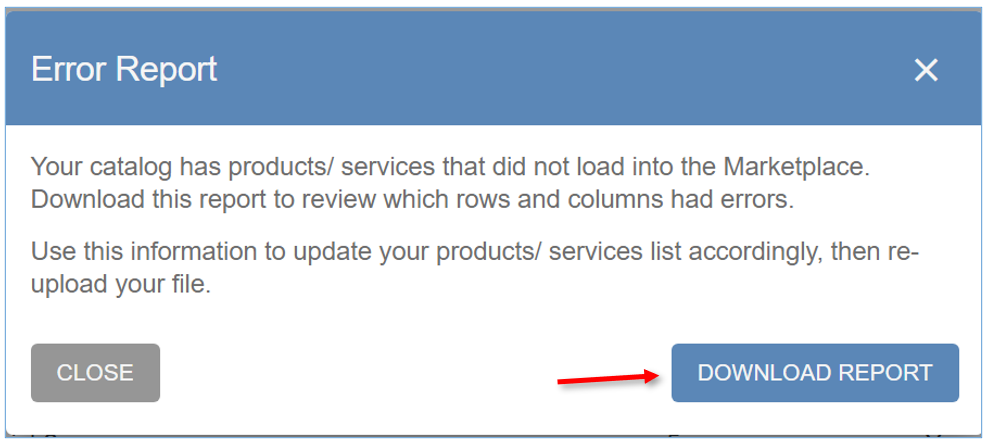 Error Report
Your catalog has products/ services that did not load into the Marketplace.
Download this report to review which rows and columns had errors.
Use this information to update your products/ services list accordingly, then re-
upload your file.
CLOSE
DOWNLOAD REPORT